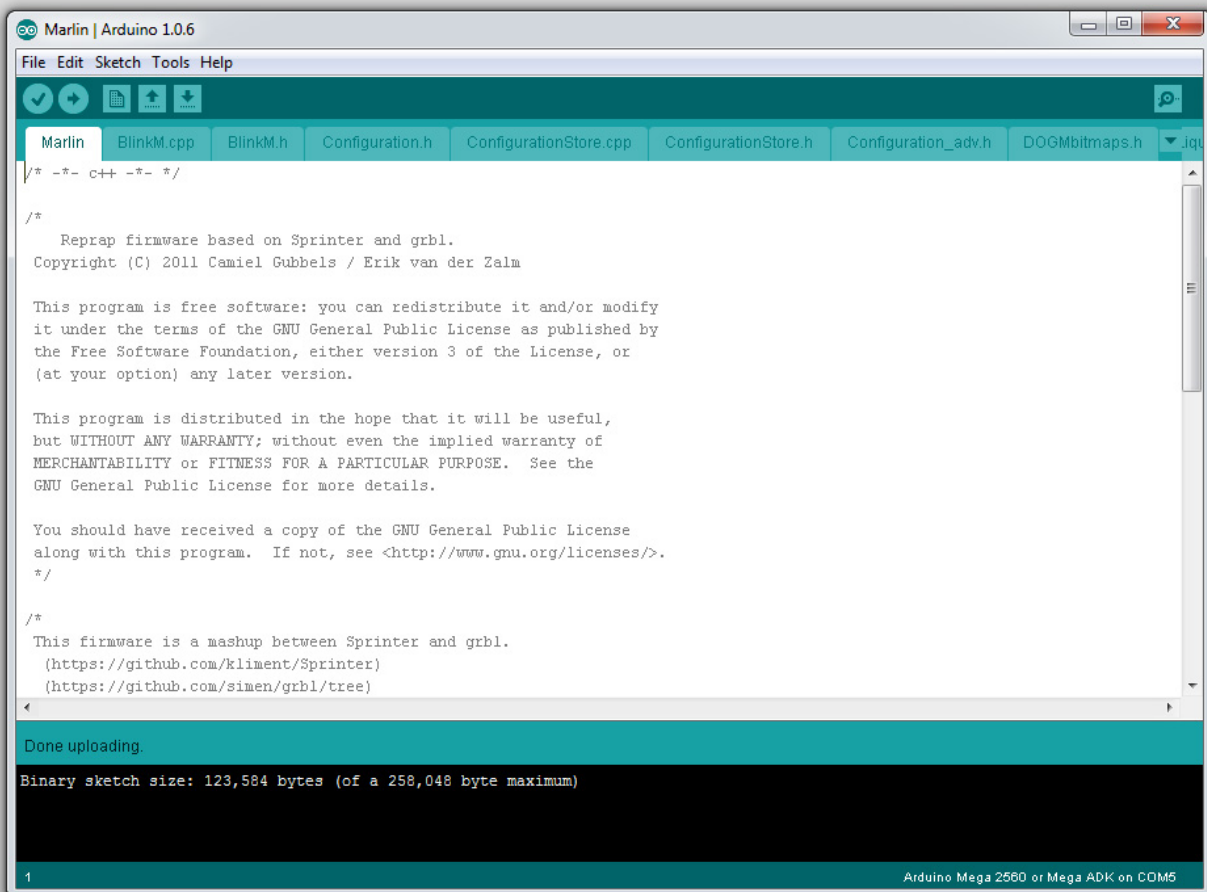 Marlin | Arduino 1.0.6
File Edit Sketch Tools Help
Marlin BlinkM.cpp BlinkM.h Configuration.h ConfigurationStore.cpp ConfigurationStore.h Configuration_adv.h DOGMbitmaps.h
/* -*- c++ -*- */
/*
Reprap firmware based on Sprinter and grbl.
Copyright (C) 2011 Camiel Gubbels / Erik van der Zalm
This program is free software: you can redistribute it and/or modify
it under the terms of the GNU General Public License as published by
the Free Software Foundation, either version 3 of the License, or
(at your option) any later version.
This program is distributed in the hope that it will be useful,
but WITHOUT ANY WARRANTY; without even the implied warranty of
MERCHANTABILITY or FITNESS FOR A PARTICULAR PURPOSE.  See the
GNU General Public License for more details.
You should have received a copy of the GNU General Public License
along with this program.  If not, see <http://www.gnu.org/licenses/>.
*/
/*
This firmware is a mashup between Sprinter and grbl.
(https://github.com/kliment/Sprinter)
(https://github.com/simen/grbl/tree)
Done uploading.
Binary sketch size: 123,584 bytes (of a 258,048 byte maximum)
1 Arduino Mega 2560 or Mega ADK on COM5